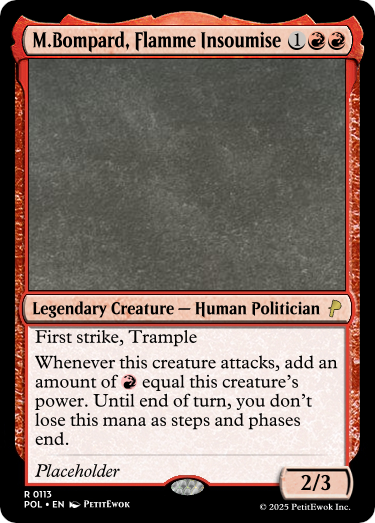 M.Bompard, Flamme Insoumise 1
Legendary Creature — Human Politician
First strike, Trample
Whenever this creature attacks, add an
amount of equal this creature's
power. Until end of turn, you don't
lose this mana as steps and phases
end.
Placeholder
2/3
R 0113
POL • EN PetitEwok
© 2025 PetitEwok Inc.